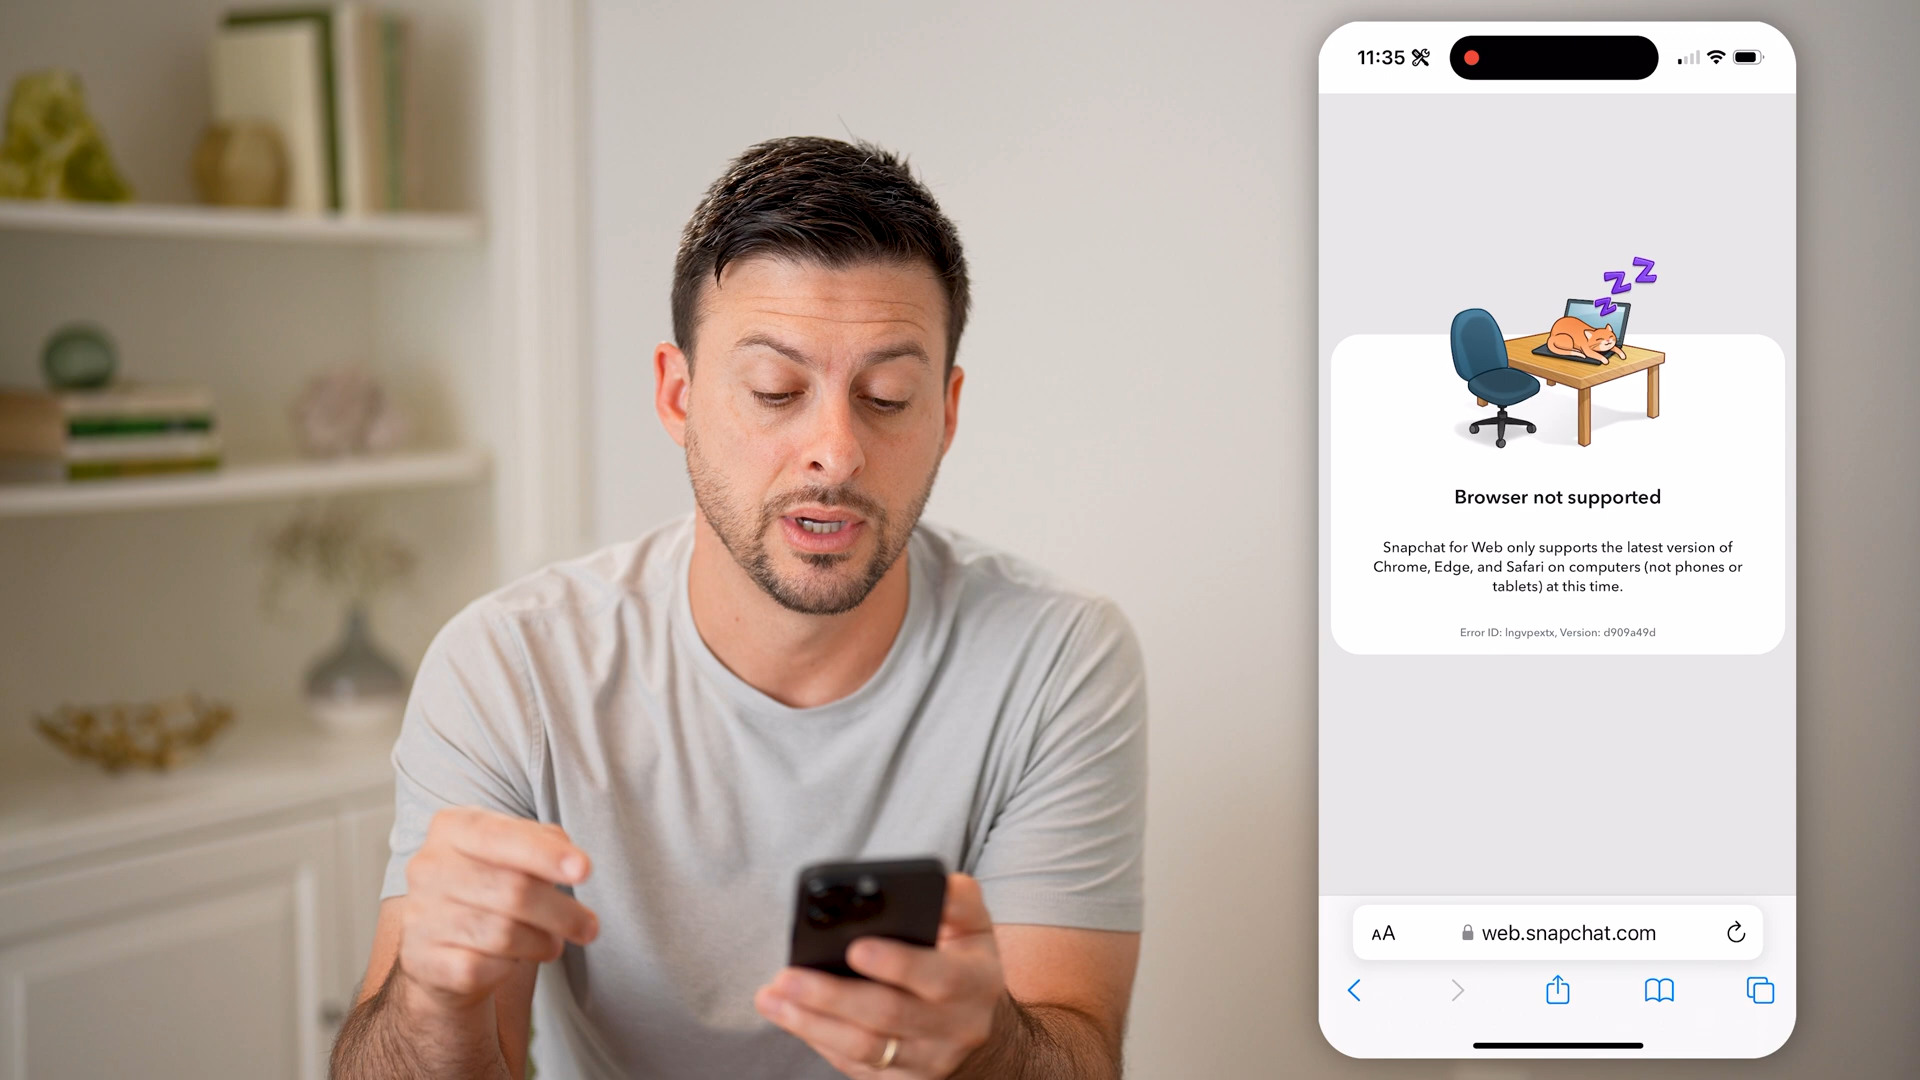 11:35
Z Z Z
Browser not supported
Snapchat for Web only supports the latest version of
Chrome, Edge, and Safari on computers (not phones or
tablets) at this time.
Error ID: lngvpextx, Version: d909a49d
AA web.snapchat.com